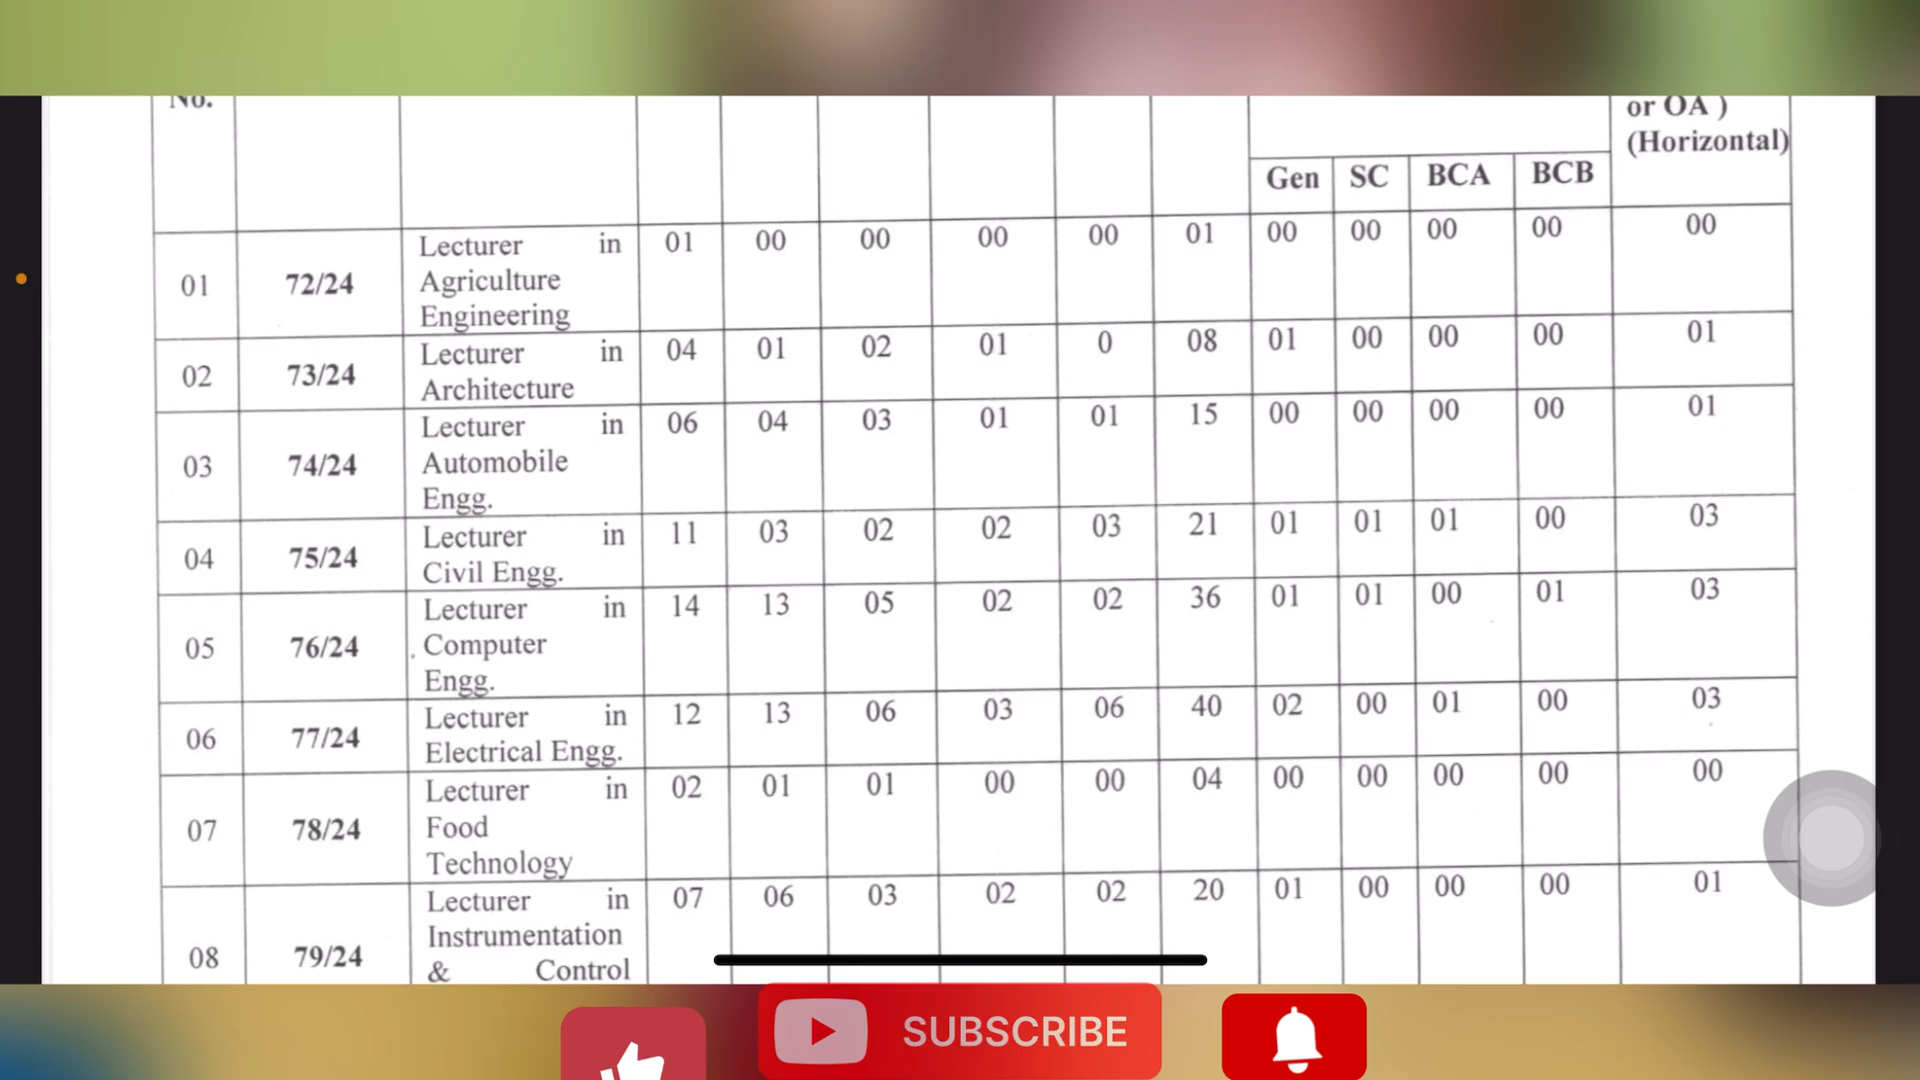 No.
or OA )
(Horizontal)
Gen SC BCA BCB
01 72/24 Lecturer in 01 00 00 00 00 01 00 00 00 00 00
Agriculture
Engineering
02 73/24 Lecturer in 04 01 02 01 0 08 01 00 00 00 01
Architecture
03 74/24 Lecturer in 06 04 03 01 01 15 00 00 00 00 01
Automobile
Engg.
04 75/24 Lecturer in 11 03 02 02 03 21 01 01 01 00 03
Civil Engg.
05 76/24 Lecturer in 14 13 05 02 02 36 01 01 00 01 03
Computer
Engg.
06 77/24 Lecturer in 12 13 06 03 06 40 02 00 01 00 03
Electrical Engg.
07 78/24 Lecturer in 02 01 01 00 00 04 00 00 00 00 00
Food
Technology
08 79/24 Lecturer in 07 06 03 02 02 20 01 00 00 00 01
Instrumentation
& Control
SUBSCRIBE